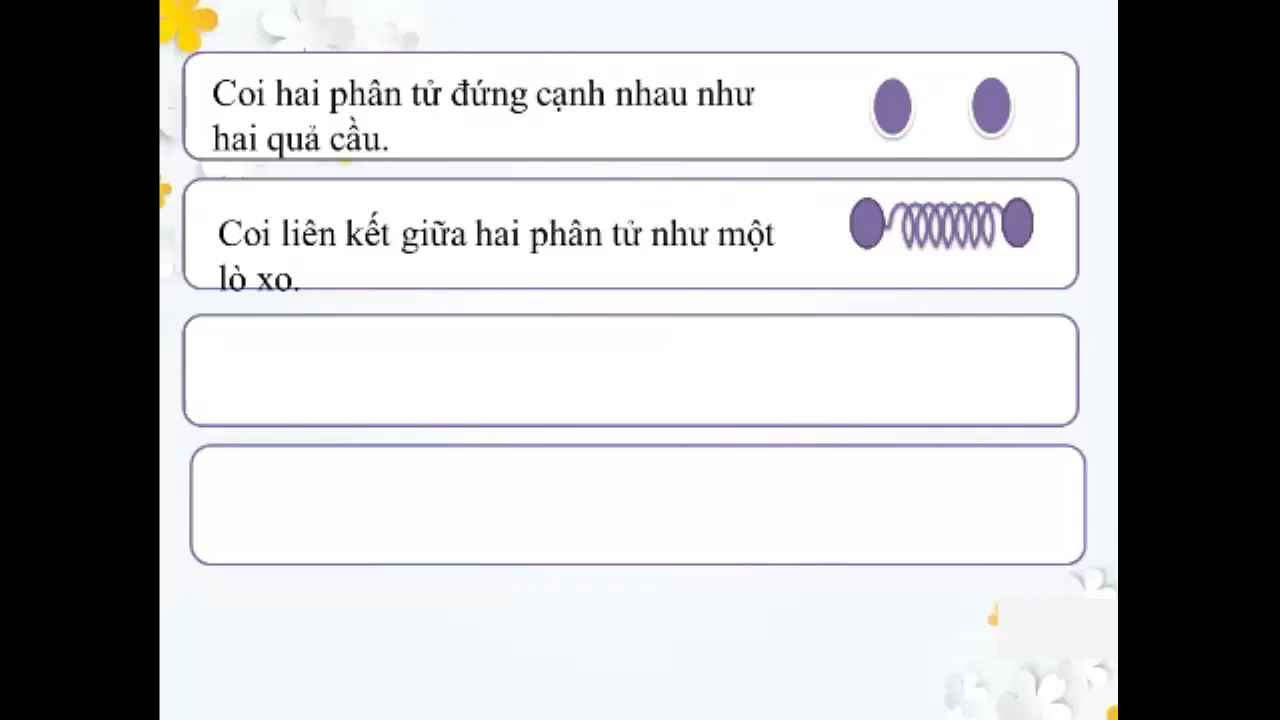 Coi hai phân tử đứng cạnh nhau như
hai quả cầu.
Coi liên kết giữa hai phân tử như một
lò xo.